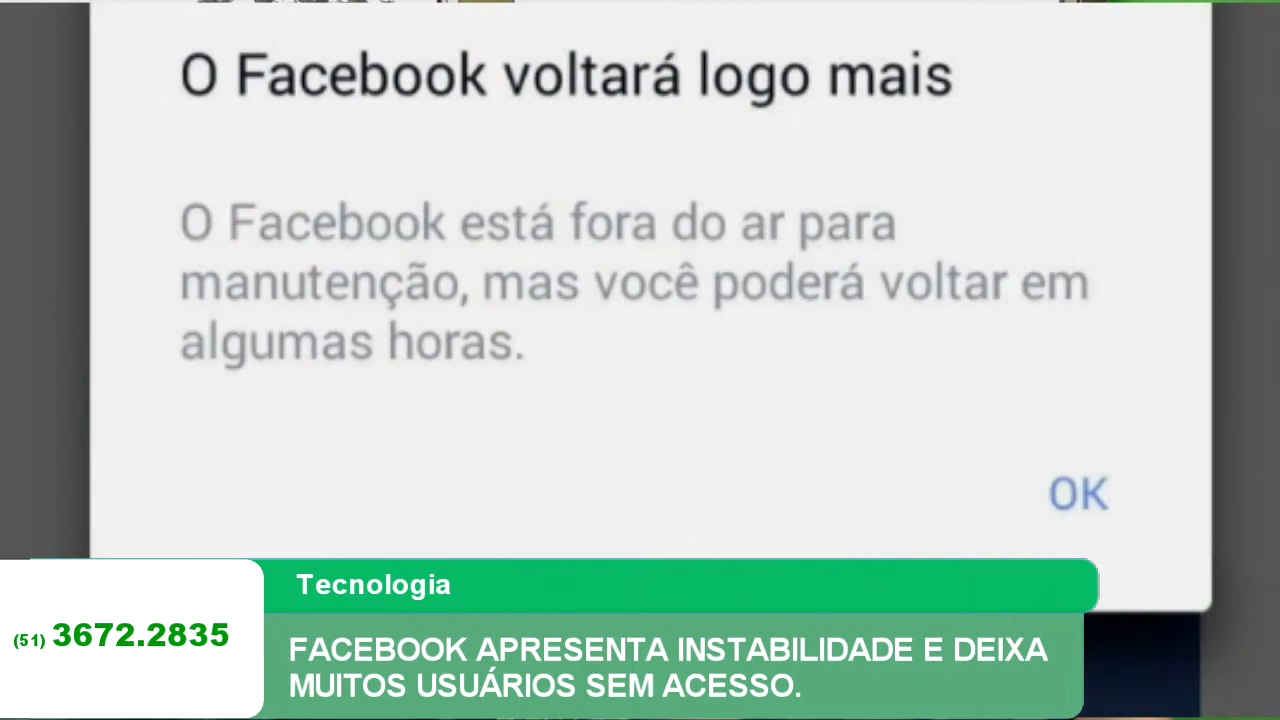 O Facebook voltará logo mais
O Facebook está fora do ar para
manutenção, mas você poderá voltar em
algumas horas.
OK
Tecnologia
(51) 3672.2835
FACEBOOK APRESENTA INSTABILIDADE E DEIXA
MUITOS USUÁRIOS SEM ACESSO.